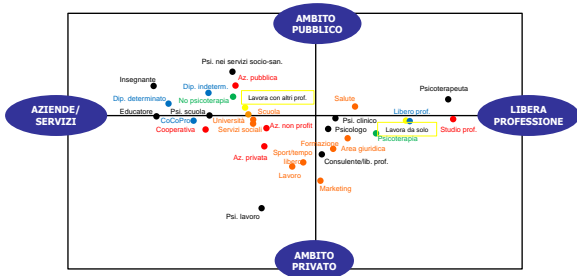 AMBITO
PUBBLICO
Psi. nei servizi socio-san.
Insegnante
Az. pubblica
Dip. indeterm.
Psicoterapeuta
Dip. determinato
No psicoterapia
Lavora con altri prof.
Salute
AZIENDE/
SERVIZI
Educatore
Psi. scuola
Scuola
Libero prof.
LIBERA
PROFESSIONE
CoCoPro
Università
Psi. clinico
Cooperativa
Servizi sociali
Az. non profit
Psicologo
Lavora da solo
Studio prof.
Psicoterapia
Az. privata
Formazione
Area giuridica
Sport/tempo
libero
Consulente/lib. prof.
Lavoro
Marketing
Psi. lavoro
AMBITO
PRIVATO